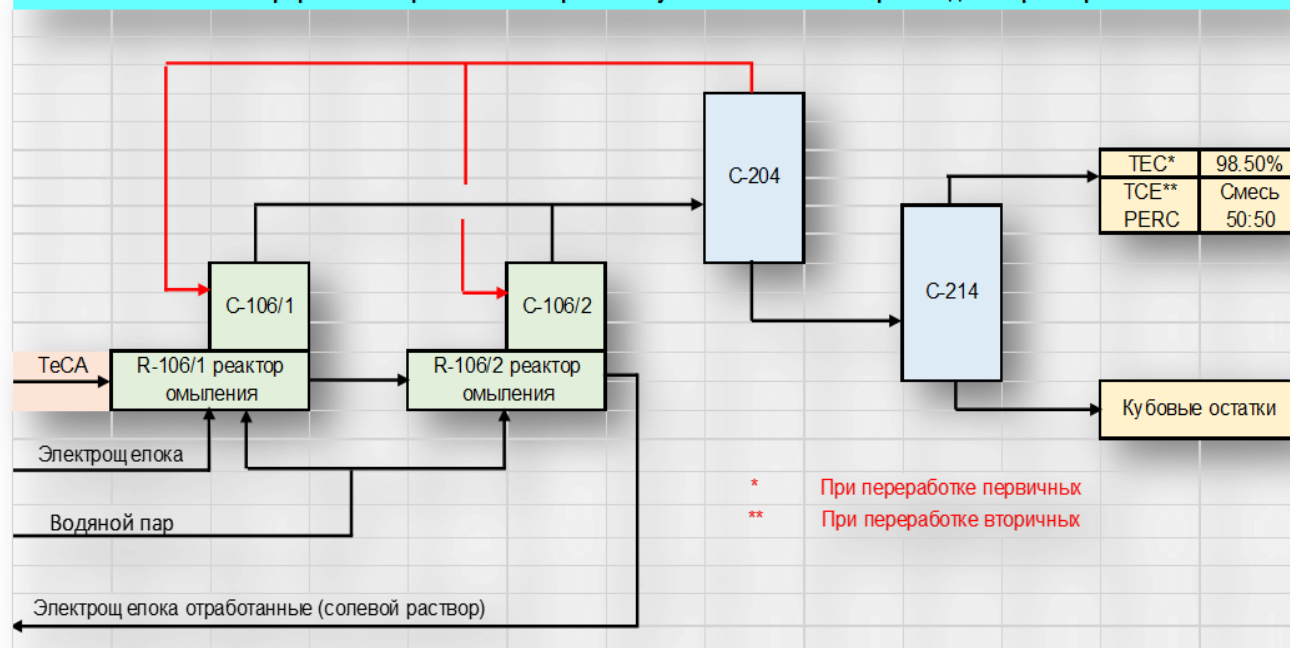 C-204
TEC* 98.50%
TCE** Смесь
PERC 50:50
C-214
C-106/1
C-106/2
TeCA
R-106/1 реактор
омыления
R-106/2 реактор
омыления
Кубовые остатки
Электрощелока
* При переработке первичных
** При переработке вторичных
Водяной пар
Электрощелока отработанные (солевой раствор)